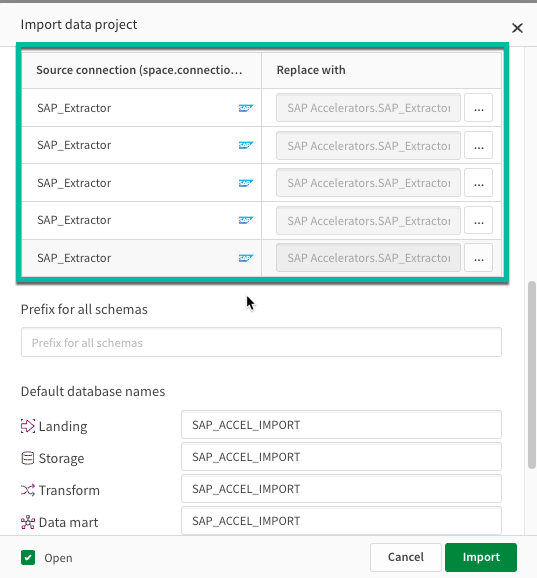 Import data project
Source connection (space.connectio... Replace with
SAP_Extractor SAP SAP Accelerators.SAP_Extractor ...
SAP_Extractor SAP SAP Accelerators.SAP_Extractor ...
SAP_Extractor SAP SAP Accelerators.SAP_Extractor ...
SAP_Extractor SAP SAP Accelerators.SAP_Extractor ...
SAP_Extractor SAP SAP Accelerators.SAP_Extractor ...
Prefix for all schemas
Prefix for all schemas
Default database names
Landing SAP_ACCEL_IMPORT
Storage SAP_ACCEL_IMPORT
Transform SAP_ACCEL_IMPORT
Data mart SAP_ACCEL_IMPORT
Open Cancel Import